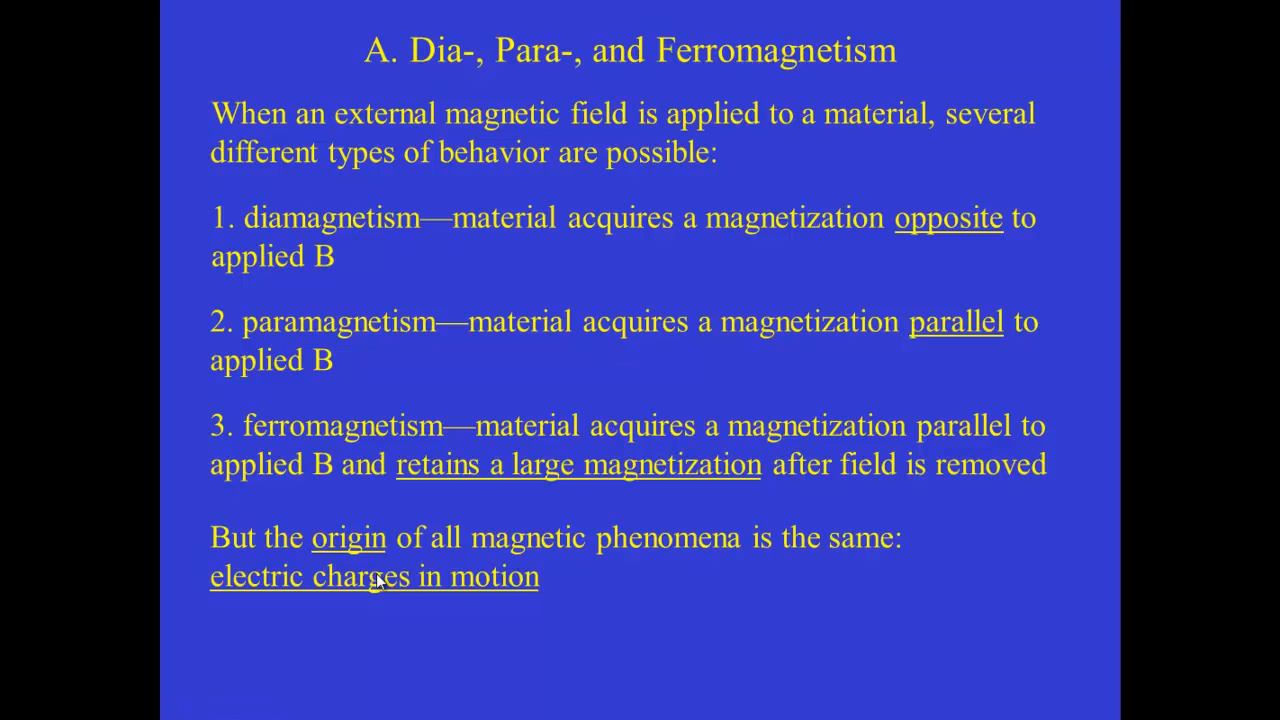 A. Dia-, Para-, and Ferromagnetism
When an external magnetic field is applied to a material, several
different types of behavior are possible:
1. diamagnetism—material acquires a magnetization opposite to
applied B
2. paramagnetism—material acquires a magnetization parallel to
applied B
3. ferromagnetism—material acquires a magnetization parallel to
applied B and retains a large magnetization after field is removed
But the origin of all magnetic phenomena is the same:
electric charges in motion